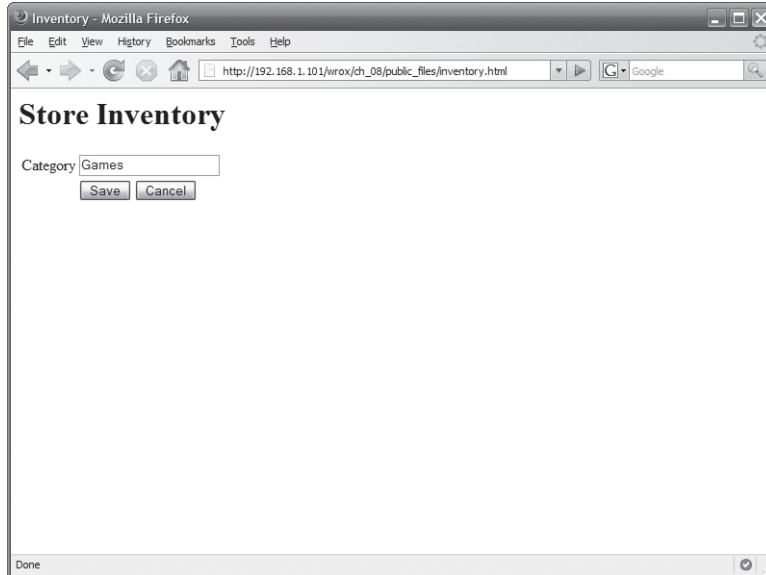 Inventory - Mozilla Firefox
File Edit View History Bookmarks Tools Help
http://192.168.1.101/wrox/ch_08/public_files/inventory.html G Google
Store Inventory
Category Games
Save Cancel
Done